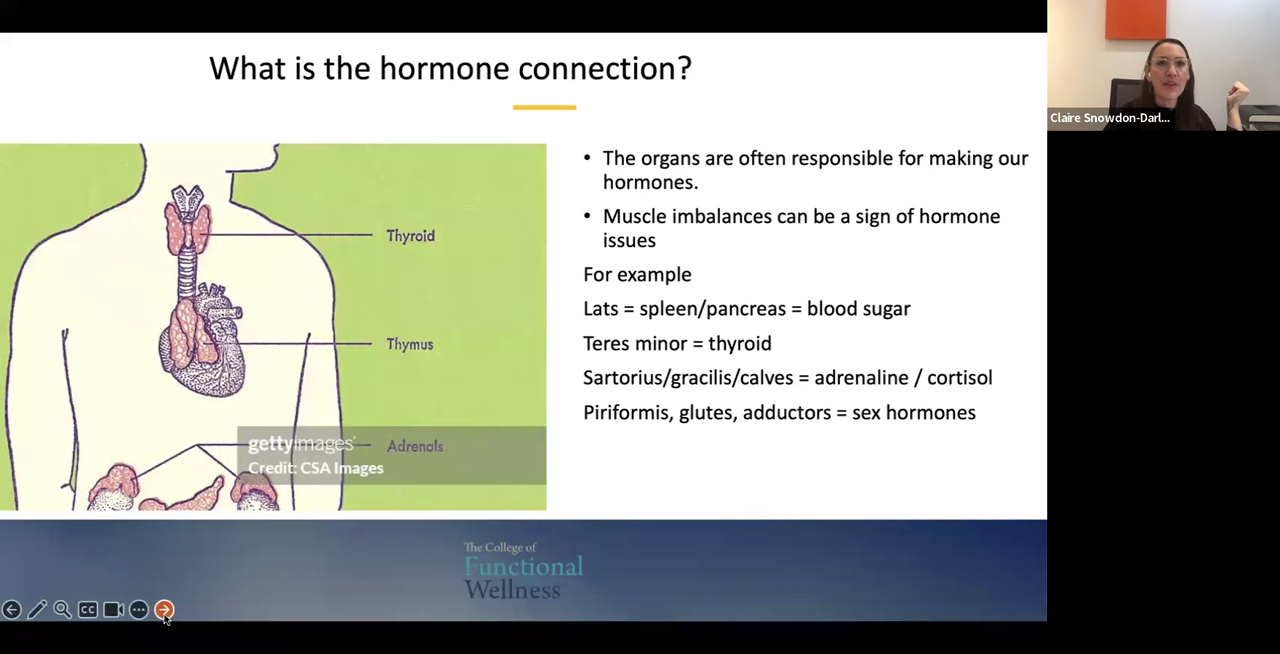 What is the hormone connection?
Claire Snowdon-Darl...
• The organs are often responsible for making our
hormones.
• Muscle imbalances can be a sign of hormone
issues
For example
Lats = spleen/pancreas = blood sugar
Teres minor = thyroid
Sartorius/gracilis/calves = adrenaline / cortisol
Piriformis, glutes, adductors = sex hormones
Thyroid
Thymus
Adrenals
gettyimages®
Credit: CSA Images
The College of
Functional
Wellness
CC